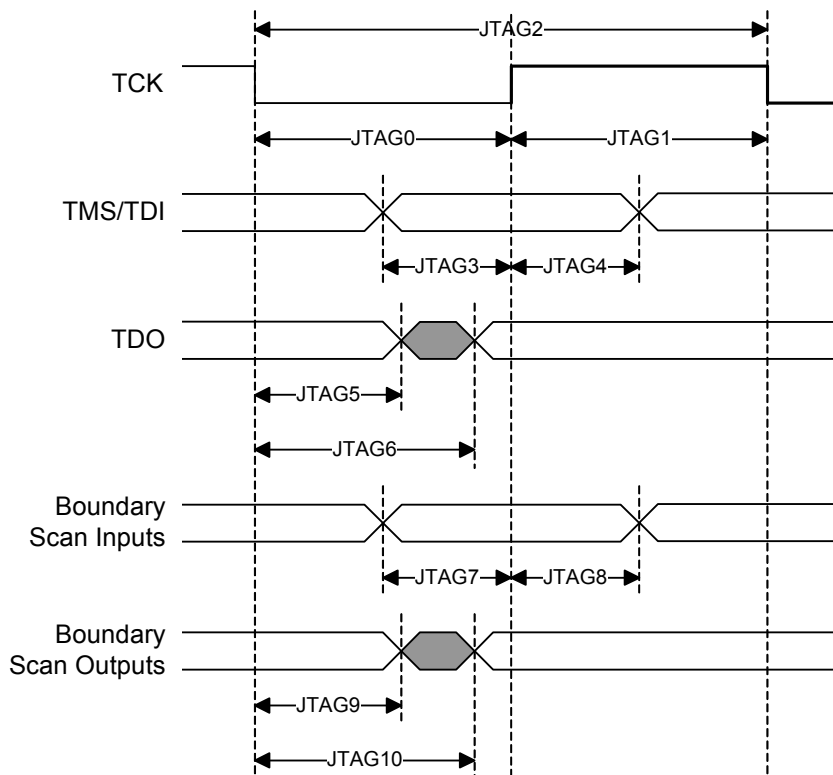 JTAG2
TCK
JTAG0
JTAG1
TMS/TDI
JTAG3
JTAG4
TDO
JTAG5
JTAG6
Boundary
Scan Inputs
JTAG7
JTAG8
Boundary
Scan Outputs
JTAG9
JTAG10